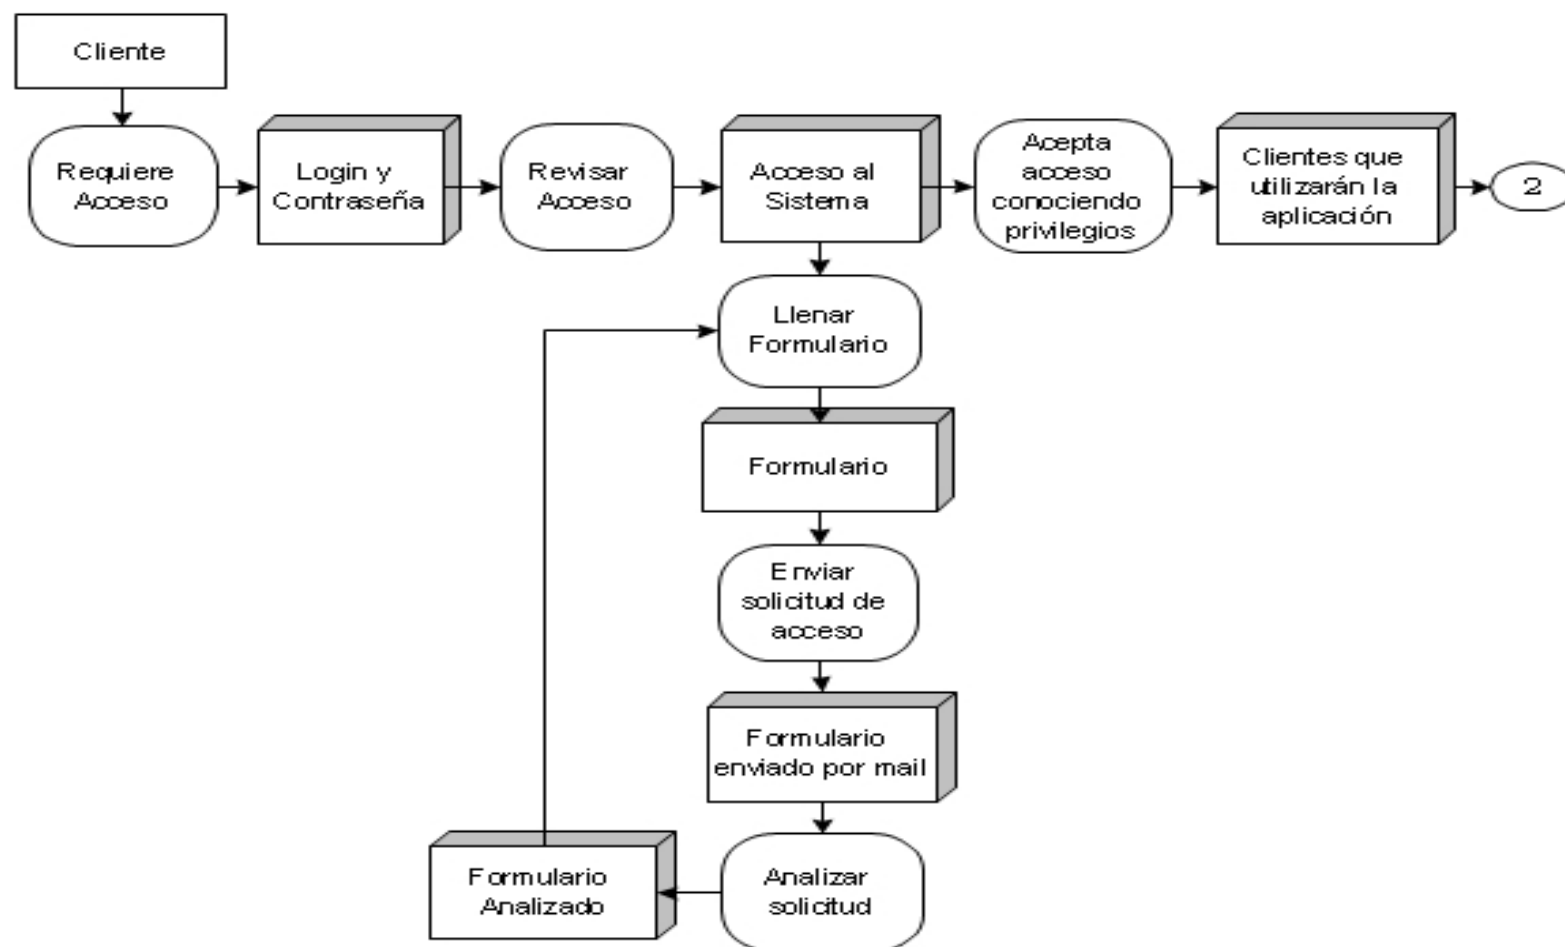 Cliente
Requiere
Acceso
Login y
Contraseña
Revisar
Acceso
Acceso al
Sistema
Acepta
acceso
conociendo
privilegios
Clientes que
utilizarán la
aplicación
2
Llenar
Formulario
Formulario
Enviar
solicitud de
acceso
Formulario
enviado por mail
Analizar
solicitud
Formulario
Analizado